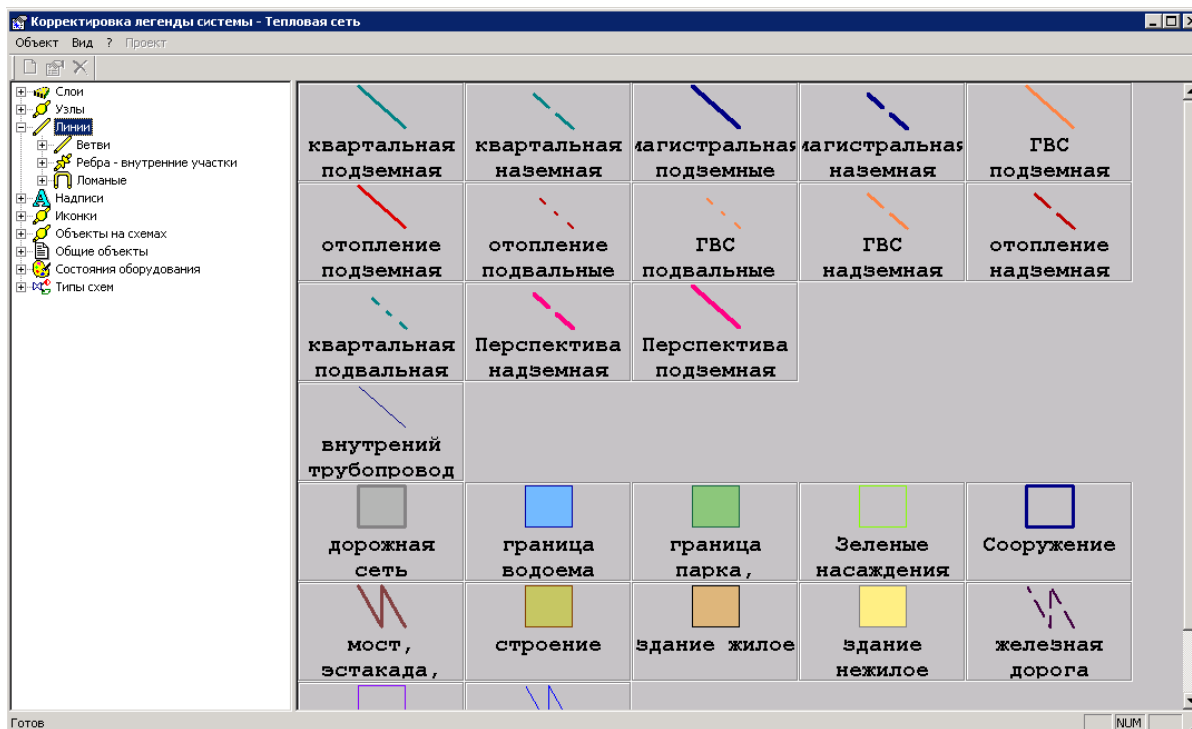 Корректировка легенды системы - Тепловая сеть
Объект Вид ? Проект
Слои
Узлы
Линии
Ветви
Ребра - внутренние участки
Ломаные
Надписи
Иконки
Объекты на схемах
Общие объекты
Состояния оборудования
Типы схем
квартальная
подземная
квартальная
наземная
магистральная
подземные
магистральная
наземная
ГВС
подземная
отопление
подземная
отопление
подвальные
ГВС
подвальные
ГВС
надземная
отопление
надземная
квартальная
подвальная
Перспектива
надземная
Перспектива
подземная
внутрений
трубопровод
дорожная
сеть
граница
водоема
граница
парка,
Зеленые
насаждения
Сооружение
мост,
эстакада,
строение
здание жилое
здание
нежилое
железная
дорога
Готов
NUM